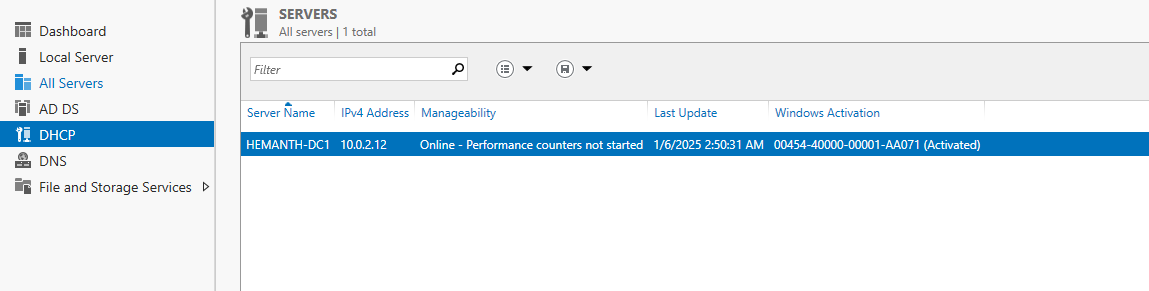 Dashboard
Local Server
All Servers
AD DS
DHCP
DNS
File and Storage Services
SERVERS
All servers | 1 total
Filter
Server Name IPv4 Address Manageability Last Update Windows Activation
HEMANTH-DC1 10.0.2.12 Online - Performance counters not started 1/6/2025 2:50:31 AM 00454-40000-00001-AA071 (Activated)